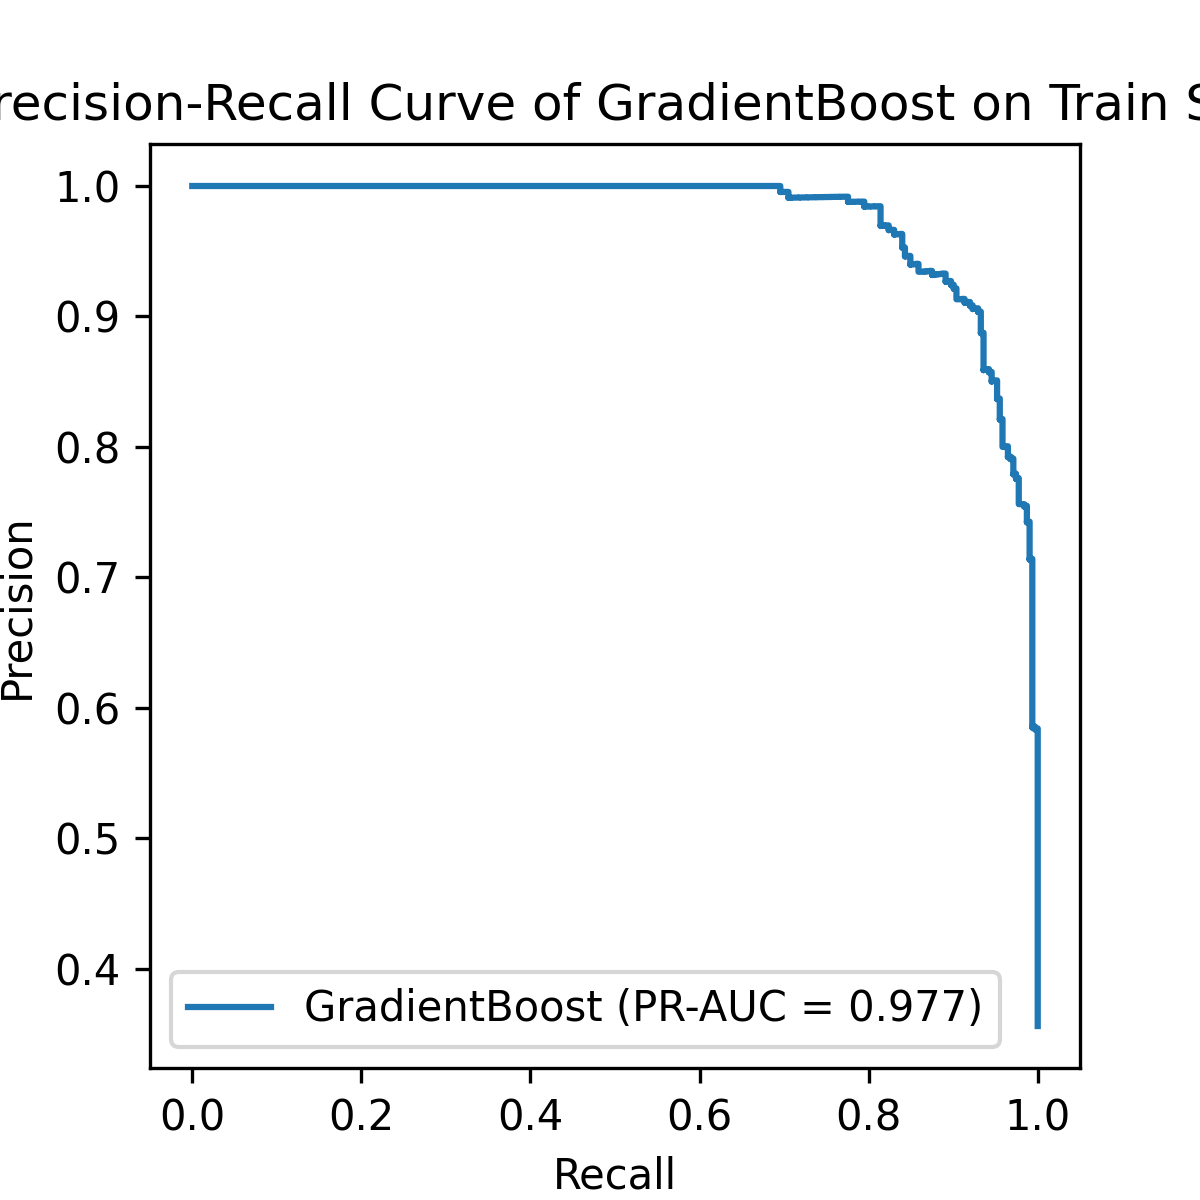 recision-Recall Curve of GradientBoost on Train S
1.0
0.9
0.8
0.7
0.6
0.5
0.4
Precision
GradientBoost (PR-AUC = 0.977)
0.0 0.2 0.4 0.6 0.8 1.0
Recall